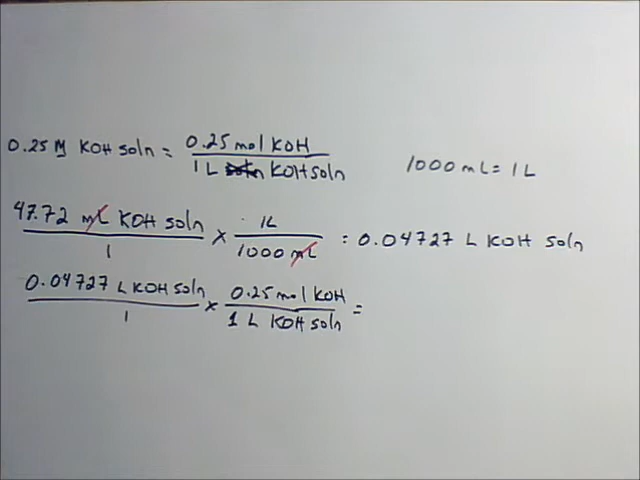 0.25 M KOH soln = 0.25 mol KOH / 1 L KOH soln
1000 mL = 1L
47.72 mL KOH soln / 1 × 1L / 1000 mL = 0.04727 L KOH soln
0.04727 L KOH soln / 1 × 0.25 mol KOH / 1 L KOH soln =